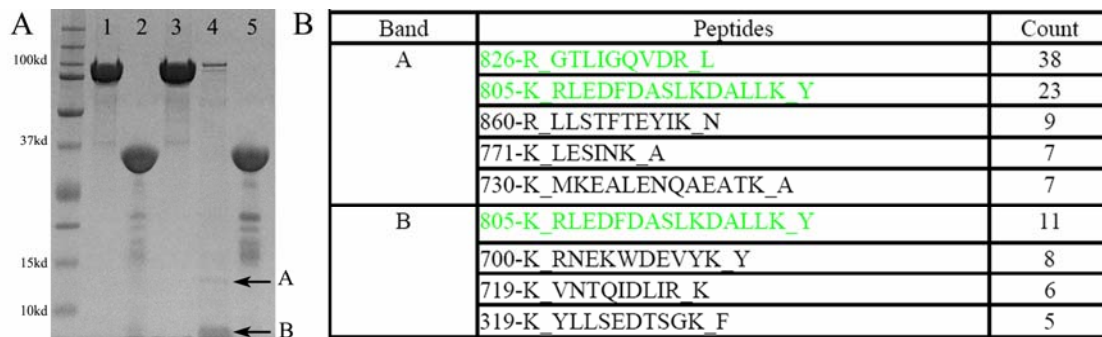 A
1 2 3 4 5
100kd
37kd
15kd
10kd
A
B
B
Band Peptides Count
A 826-R_GTLIGQVDR_L 38
805-K_RLEDFDASLKDALLK_Y 23
860-R_LLSTFTEYIK_N 9
771-K_LESINK_A 7
730-K_MKEALENQAEATK_A 7
B 805-K_RLEDFDASLKDALLK_Y 11
700-K_RNEKWDEVYK_Y 8
719-K_VNTQIDLIR_K 6
319-K_YLLSEDTSGK_F 5